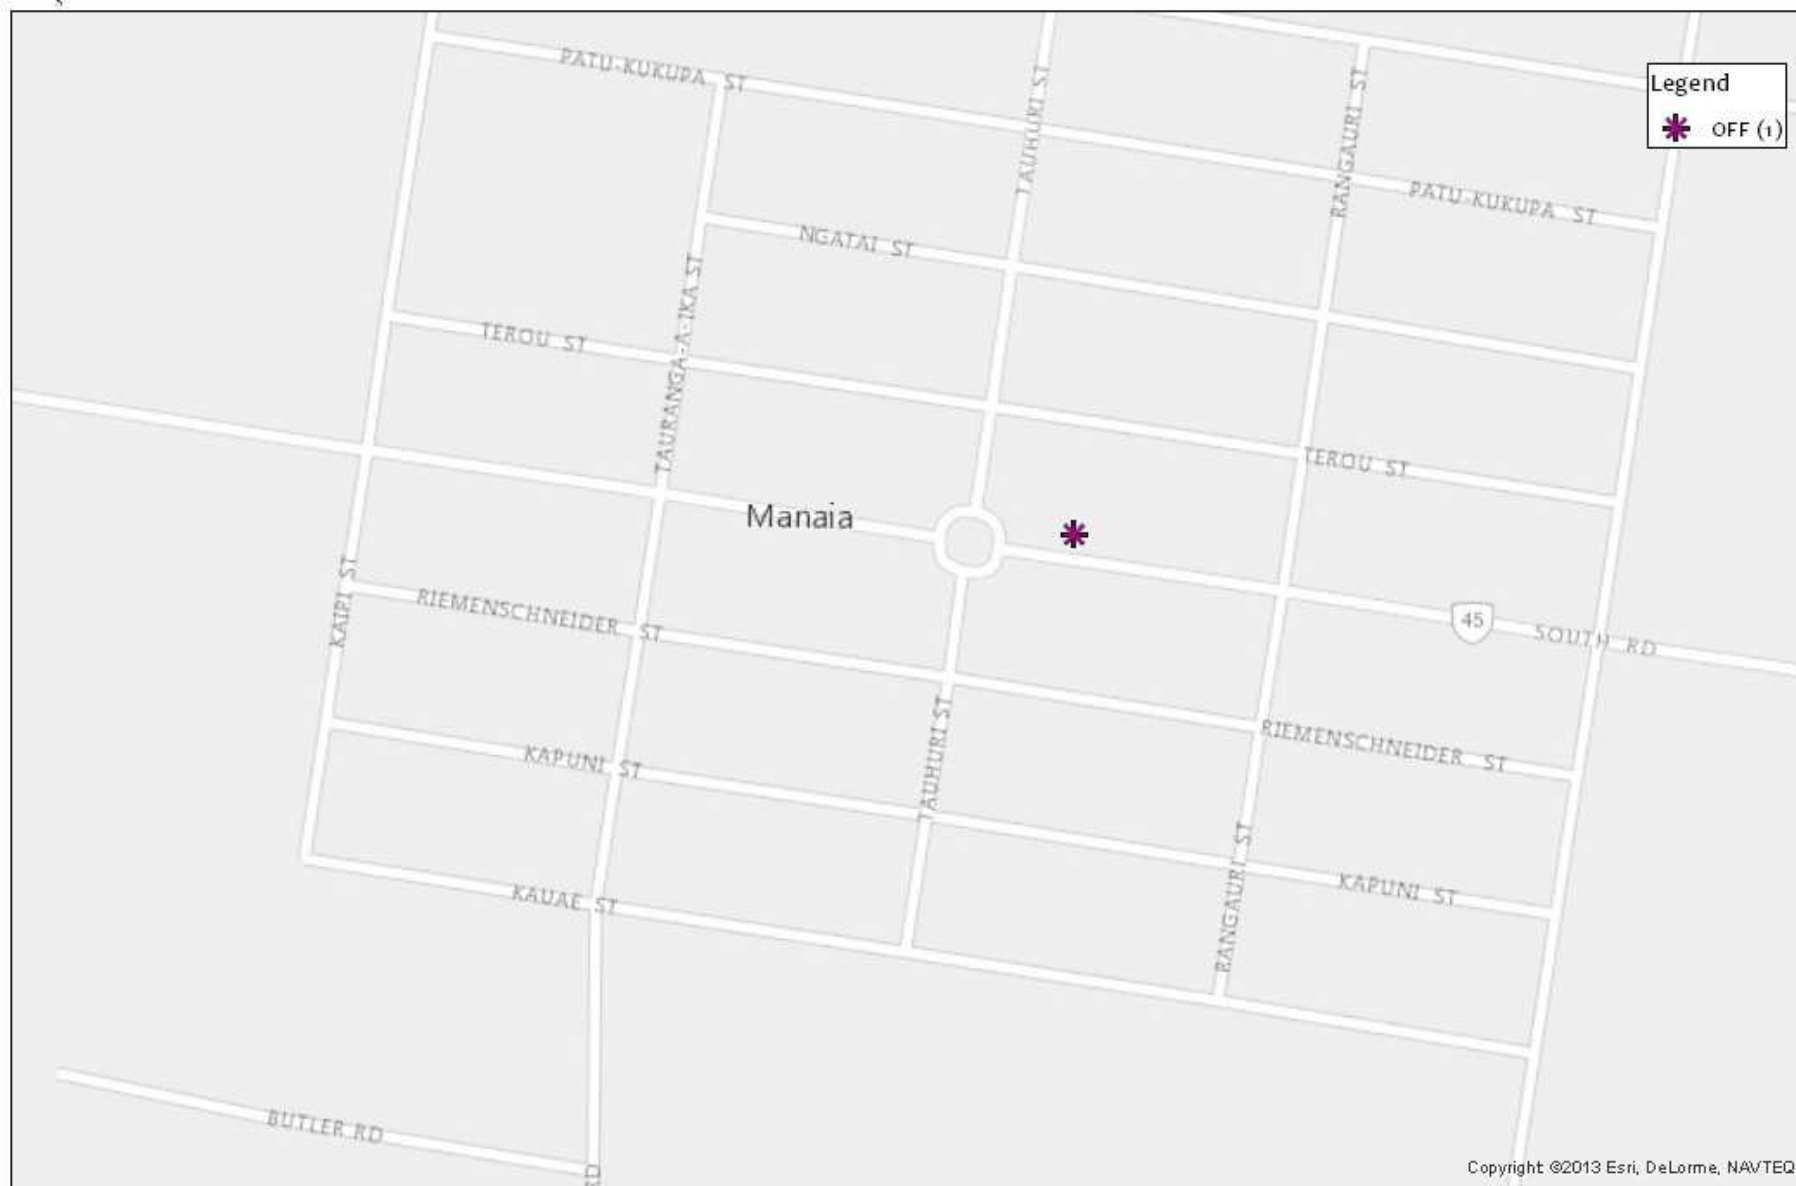 PATU-KUKUPA ST
TAUHURI ST
RANGAURI ST
Legend
OFF (1)
PATU-KUKUPA ST
NGATAI ST
TAURANGA-A-IKA ST
TEROU ST
TEROU ST
Manaia
KAIPI ST
RIEMENSCHNEIDER ST
45
SOUTH RD
TAUHURI ST
RIEMENSCHNEIDER ST
KAPUNI ST
RANGAURI ST
KAPUNI ST
KAUAE ST
BUTLER RD
RD
Copyright ©2013 Esri, DeLorme, NAVTEQ